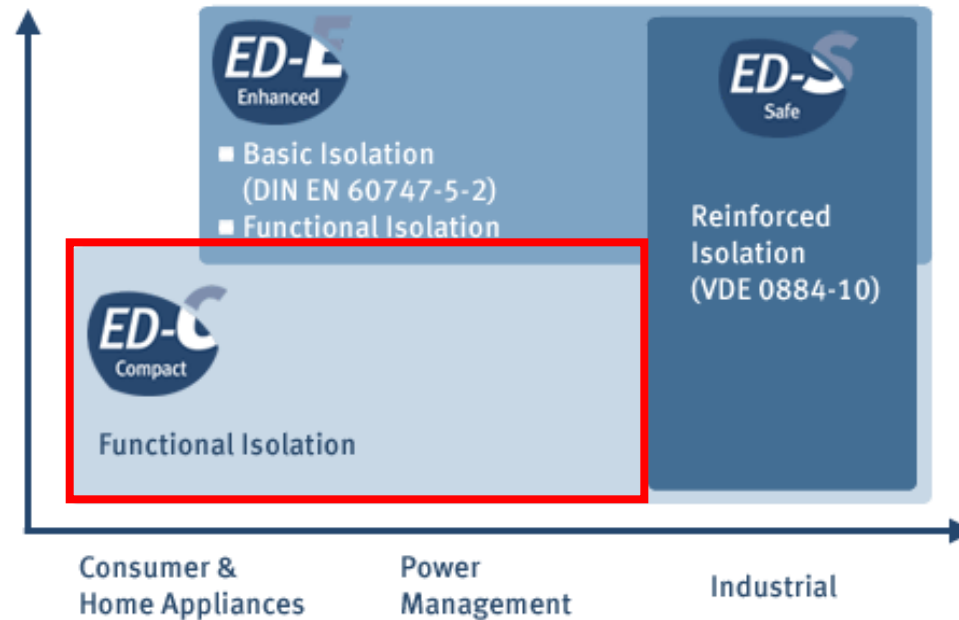 ED-E
Enhanced
■ Basic Isolation
(DIN EN 60747-5-2)
■ Functional Isolation
ED-S
Safe
Reinforced
Isolation
(VDE 0884-10)
ED-C
Compact
Functional Isolation
Consumer &
Home Appliances
Power
Management
Industrial